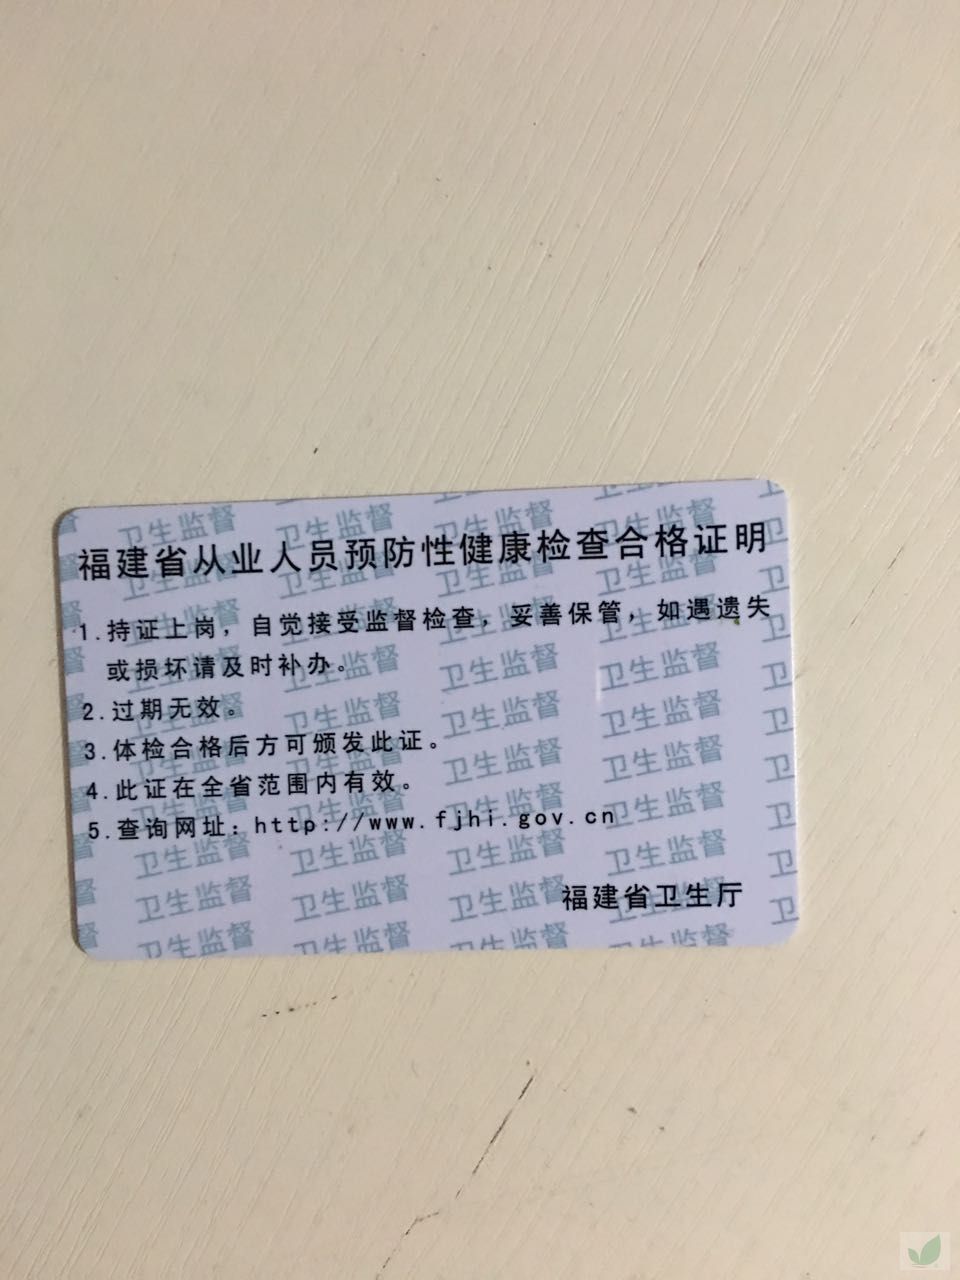 福建省从业人员预防性健康检查合格证明
1.持证上岗，自觉接受监督检查，妥善保管，如遇遗失
或损坏请及时补办。
2.过期无效。
3.体检合格后方可颁发此证。
4.此证在全省范围内有效。
5.查询网址：http://www.fjhi.gov.cn
福建省卫生厅
卫生监督